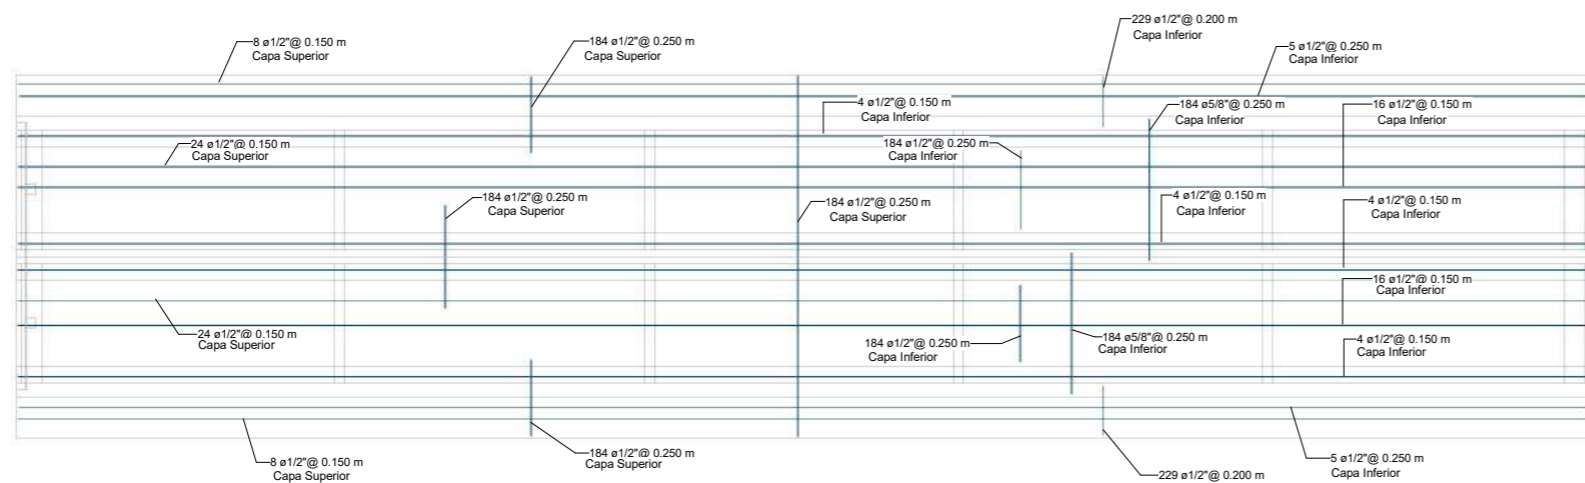 229 ø1/2"@ 0.200 m
Capa Inferior
8 ø1/2"@ 0.150 m
Capa Superior
184 ø1/2"@ 0.250 m
Capa Superior
5 ø1/2"@ 0.250 m
Capa Inferior
4 ø1/2"@ 0.150 m
Capa Inferior
184 ø5/8"@ 0.250 m
Capa Inferior
16 ø1/2"@ 0.150 m
Capa Inferior
24 ø1/2"@ 0.150 m
Capa Superior
184 ø1/2"@ 0.250 m
Capa Inferior
184 ø1/2"@ 0.250 m
Capa Superior
184 ø1/2"@ 0.250 m
Capa Superior
4 ø1/2"@ 0.150 m
Capa Inferior
4 ø1/2"@ 0.150 m
Capa Inferior
16 ø1/2"@ 0.150 m
Capa Inferior
24 ø1/2"@ 0.150 m
Capa Superior
184 ø1/2"@ 0.250 m
Capa Inferior
184 ø5/8"@ 0.250 m
Capa Inferior
4 ø1/2"@ 0.150 m
Capa Inferior
8 ø1/2"@ 0.150 m
Capa Superior
184 ø1/2"@ 0.250 m
Capa Superior
229 ø1/2"@ 0.200 m
5 ø1/2"@ 0.250 m
Capa Inferior